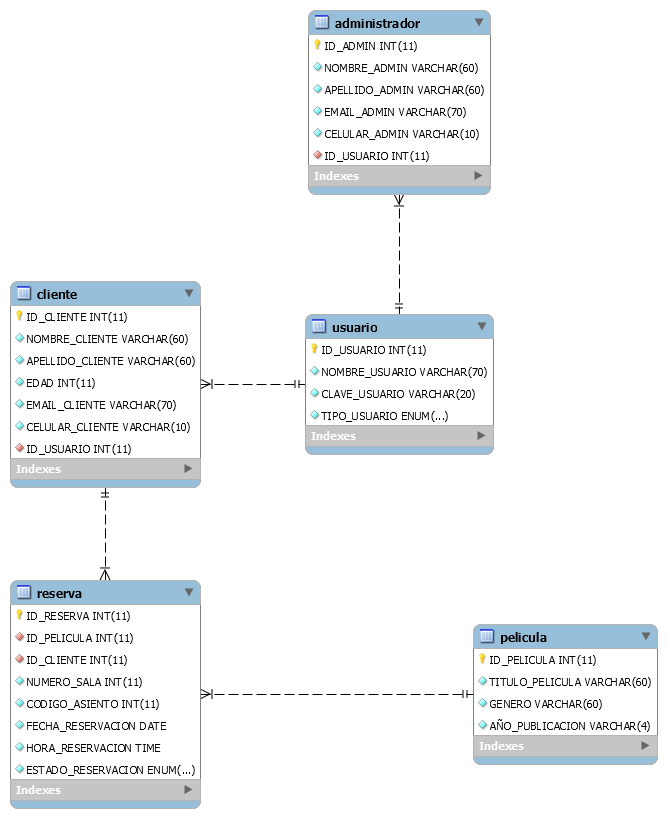 administrador
ID_ADMIN INT(11)
NOMBRE_ADMIN VARCHAR(60)
APELLIDO_ADMIN VARCHAR(60)
EMAIL_ADMIN VARCHAR(70)
CELULAR_ADMIN VARCHAR(10)
ID_USUARIO INT(11)
Indexes
cliente
ID_CLIENTE INT(11)
NOMBRE_CLIENTE VARCHAR(60)
APELLIDO_CLIENTE VARCHAR(60)
EDAD INT(11)
EMAIL_CLIENTE VARCHAR(70)
CELULAR_CLIENTE VARCHAR(10)
ID_USUARIO INT(11)
Indexes
usuario
ID_USUARIO INT(11)
NOMBRE_USUARIO VARCHAR(70)
CLAVE_USUARIO VARCHAR(20)
TIPO_USUARIO ENUM(...)
Indexes
reserva
ID_RESERVA INT(11)
ID_PELICULA INT(11)
ID_CLIENTE INT(11)
NUMERO_SALA INT(11)
CODIGO_ASIENTO INT(11)
FECHA_RESERVACION DATE
HORA_RESERVACION TIME
ESTADO_RESERVACION ENUM(...)
Indexes
pelicula
ID_PELICULA INT(11)
TITULO_PELICULA VARCHAR(60)
GENERO VARCHAR(60)
AÑO_PUBLICACION VARCHAR(4)
Indexes